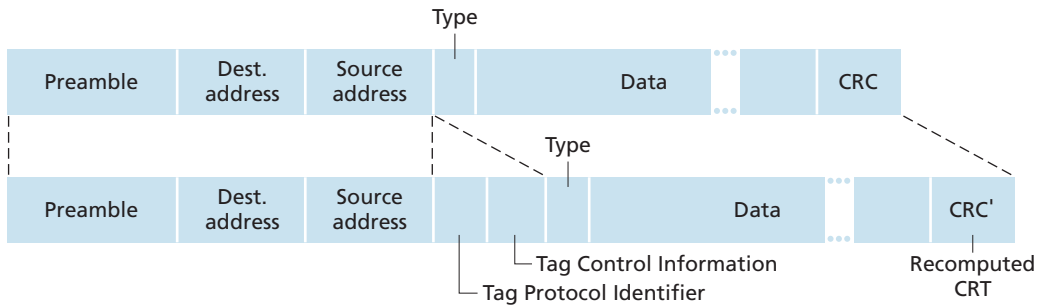 Type
Preamble
Dest.
address
Source
address
Data
CRC
Type
Preamble
Dest.
address
Source
address
Data
CRC'
Tag Control Information
Tag Protocol Identifier
Recomputed
CRT